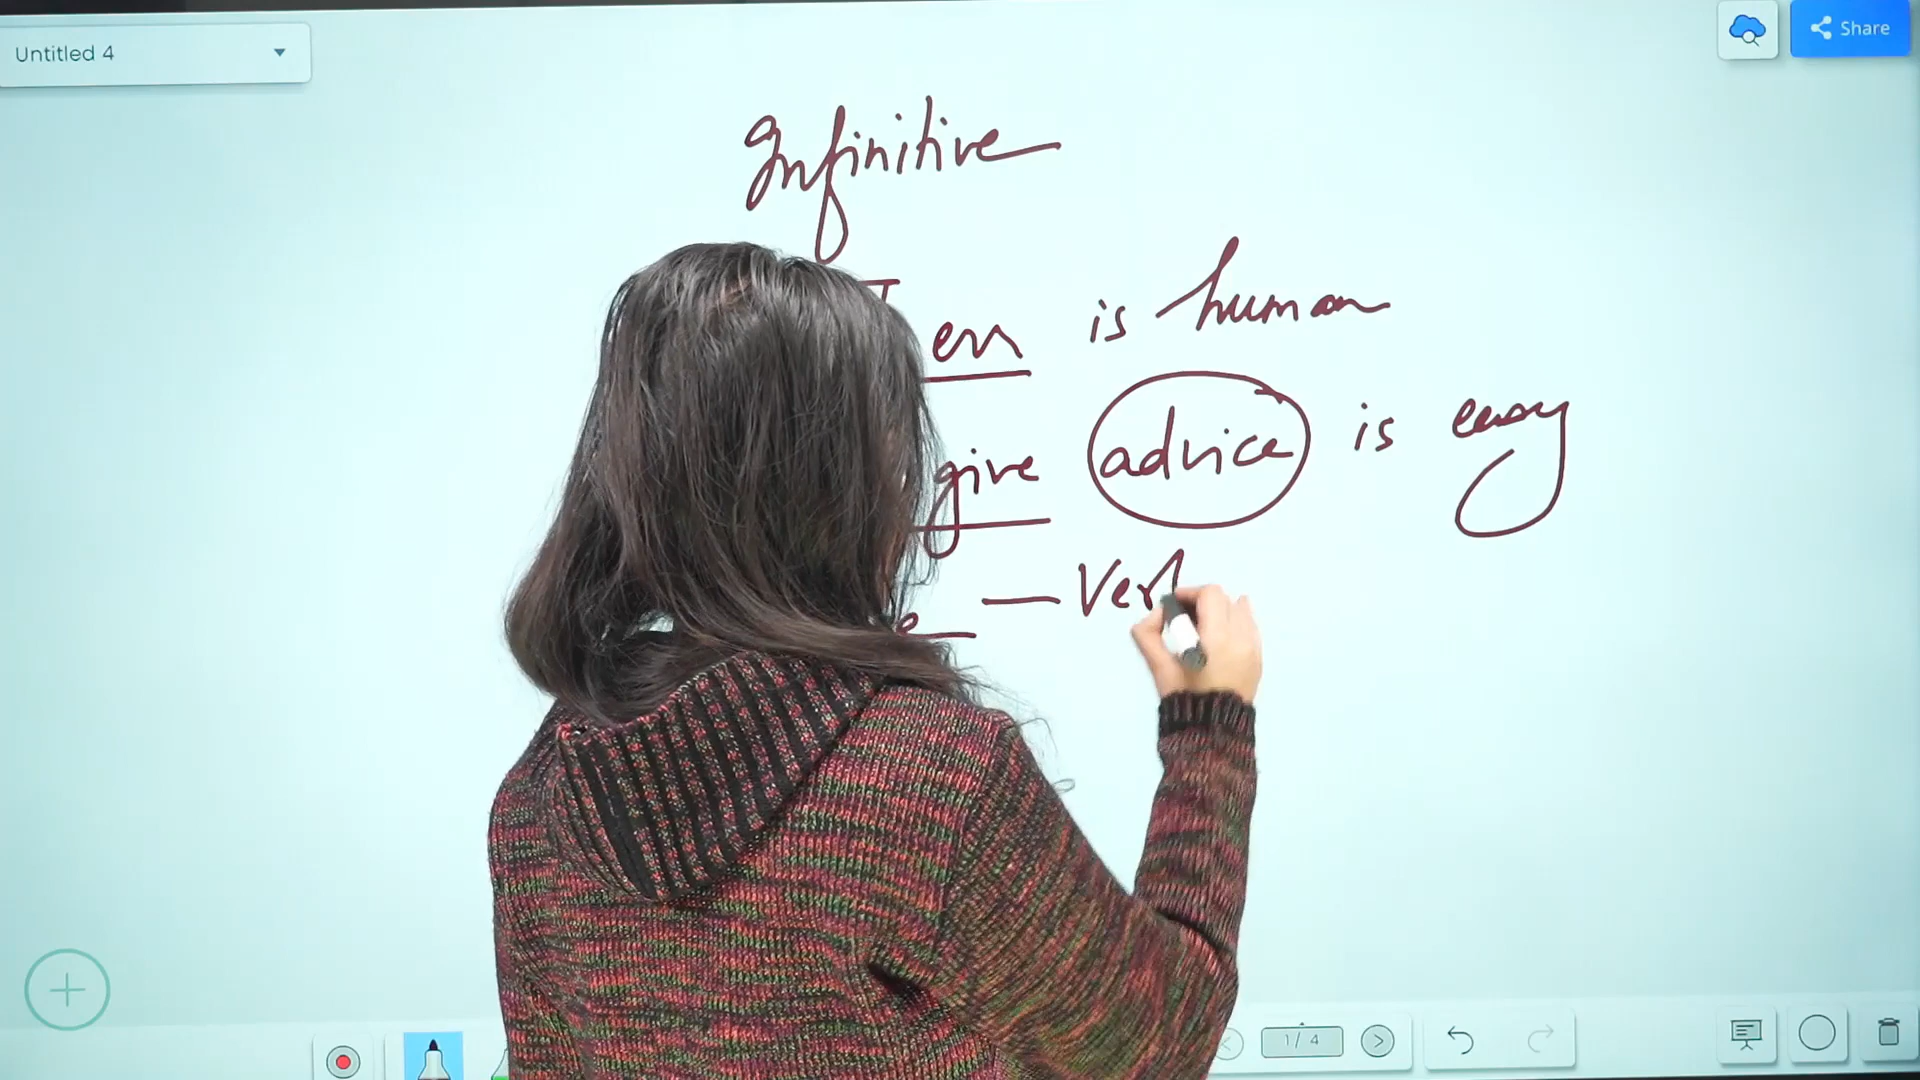 Untitled 4
Share
Infinitive
err is human
give advice is easy
e — Verb
1/4